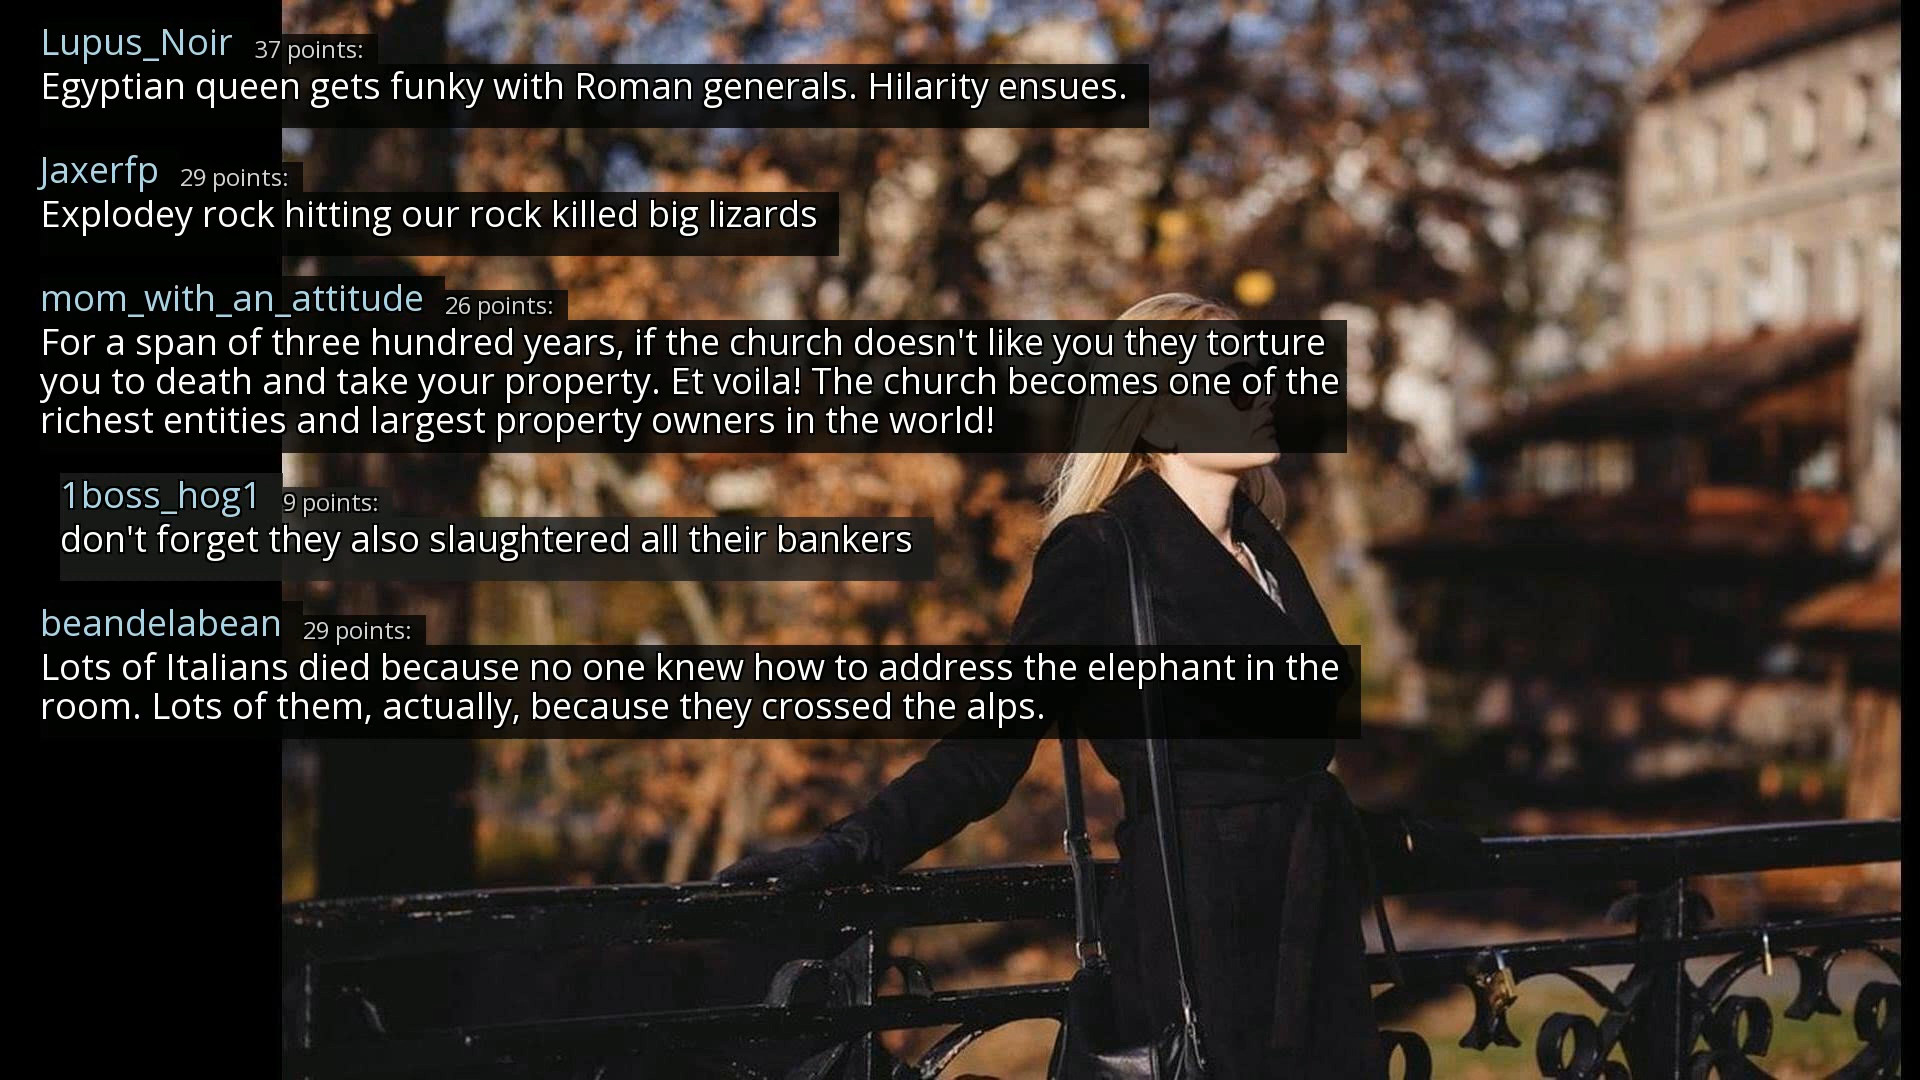 Lupus_Noir 37 points:
Egyptian queen gets funky with Roman generals. Hilarity ensues.
Jaxerfp 29 points:
Explodey rock hitting our rock killed big lizards
mom_with_an_attitude 26 points:
For a span of three hundred years, if the church doesn't like you they torture
you to death and take your property. Et voila! The church becomes one of the
richest entities and largest property owners in the world!
1boss_hog1 9 points:
don't forget they also slaughtered all their bankers
beandelabean 29 points:
Lots of Italians died because no one knew how to address the elephant in the
room. Lots of them, actually, because they crossed the alps.